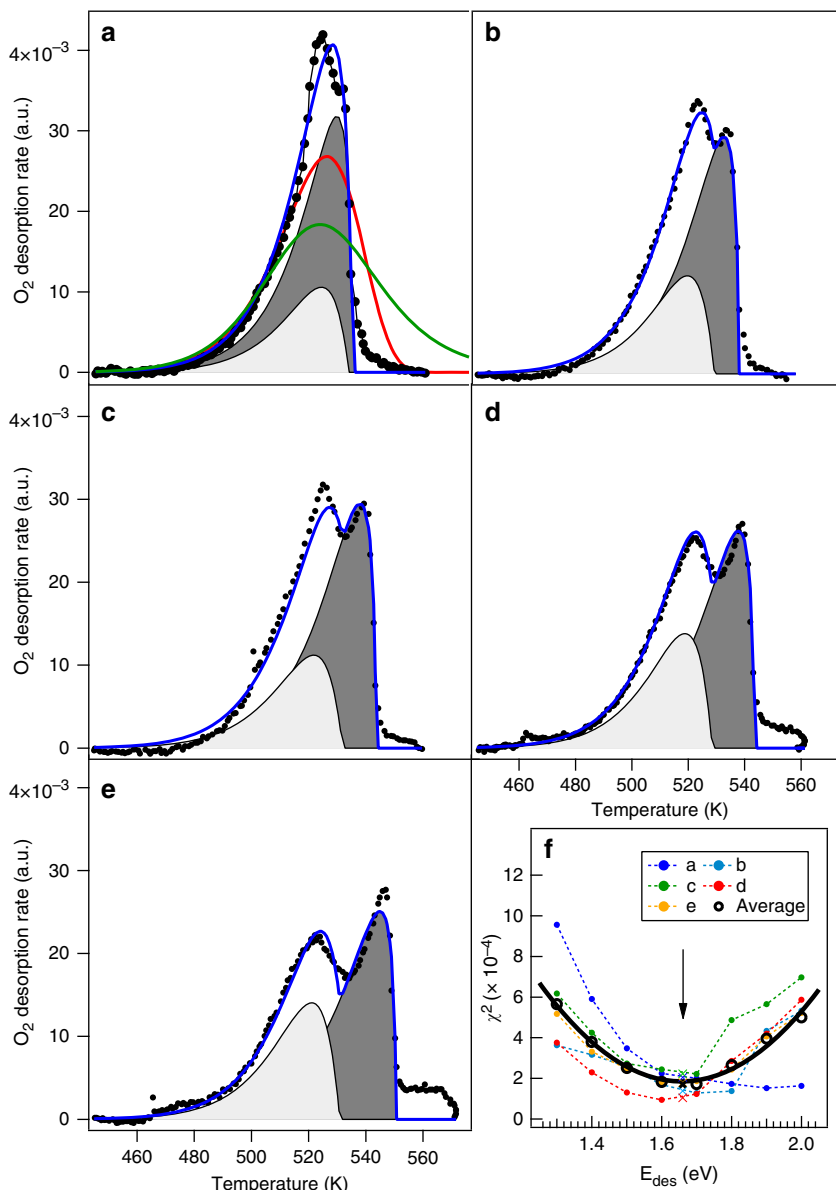 a
b
4×10⁻³
30
20
10
0
O₂ desorption rate (a.u.)
c
d
4×10⁻³
30
20
10
0
O₂ desorption rate (a.u.)
460 480 500 520 540 560
Temperature (K)
e
4×10⁻³
30
20
10
0
O₂ desorption rate (a.u.)
460 480 500 520 540 560
Temperature (K)
f
a b
c d
e Average
12
10
8
6
4
2
0
χ² (× 10⁻⁴)
1.4 1.6 1.8 2.0
E_des (eV)